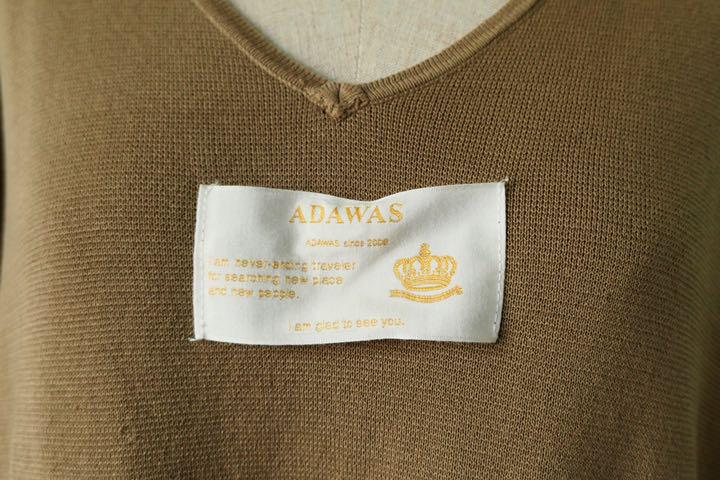 ADAWAS
ADAWAS since 2006
I am never-ending traveler
for searching new place
and new people.
I am glad to see you.